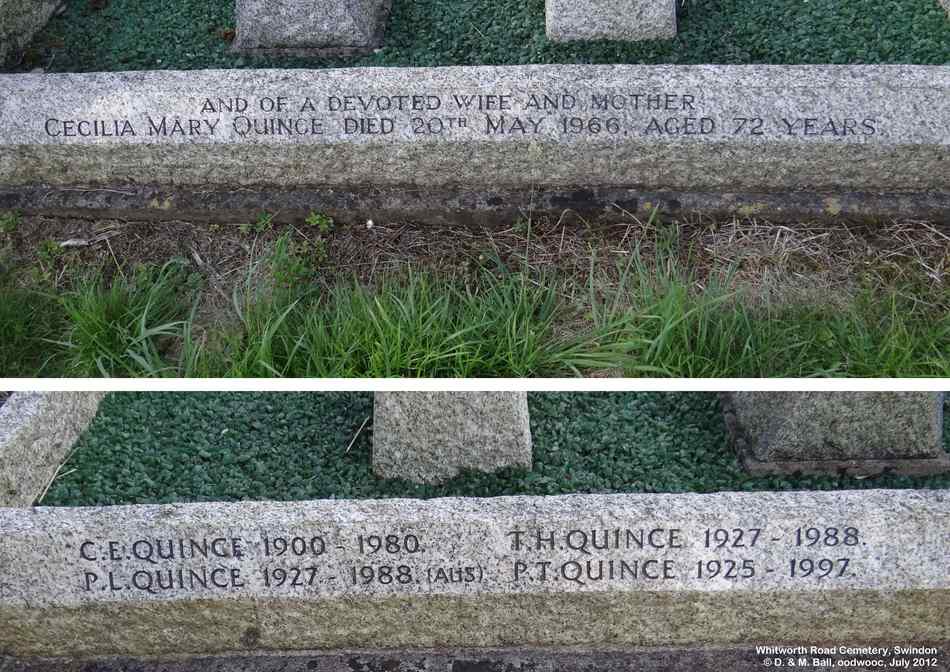 AND OF A DEVOTED WIFE AND MOTHER
CECILIA MARY QUINCE DIED 20TH MAY 1966, AGED 72 YEARS.
C.E.QUINCE 1900 - 1980. T.H.QUINCE 1927 - 1988.
P.L.QUINCE 1927 - 1988. (AUS) P.T.QUINCE 1925 - 1997.
Whitworth Road Cemetery, Swindon
© D. & M. Ball, oodwooc, July 2012